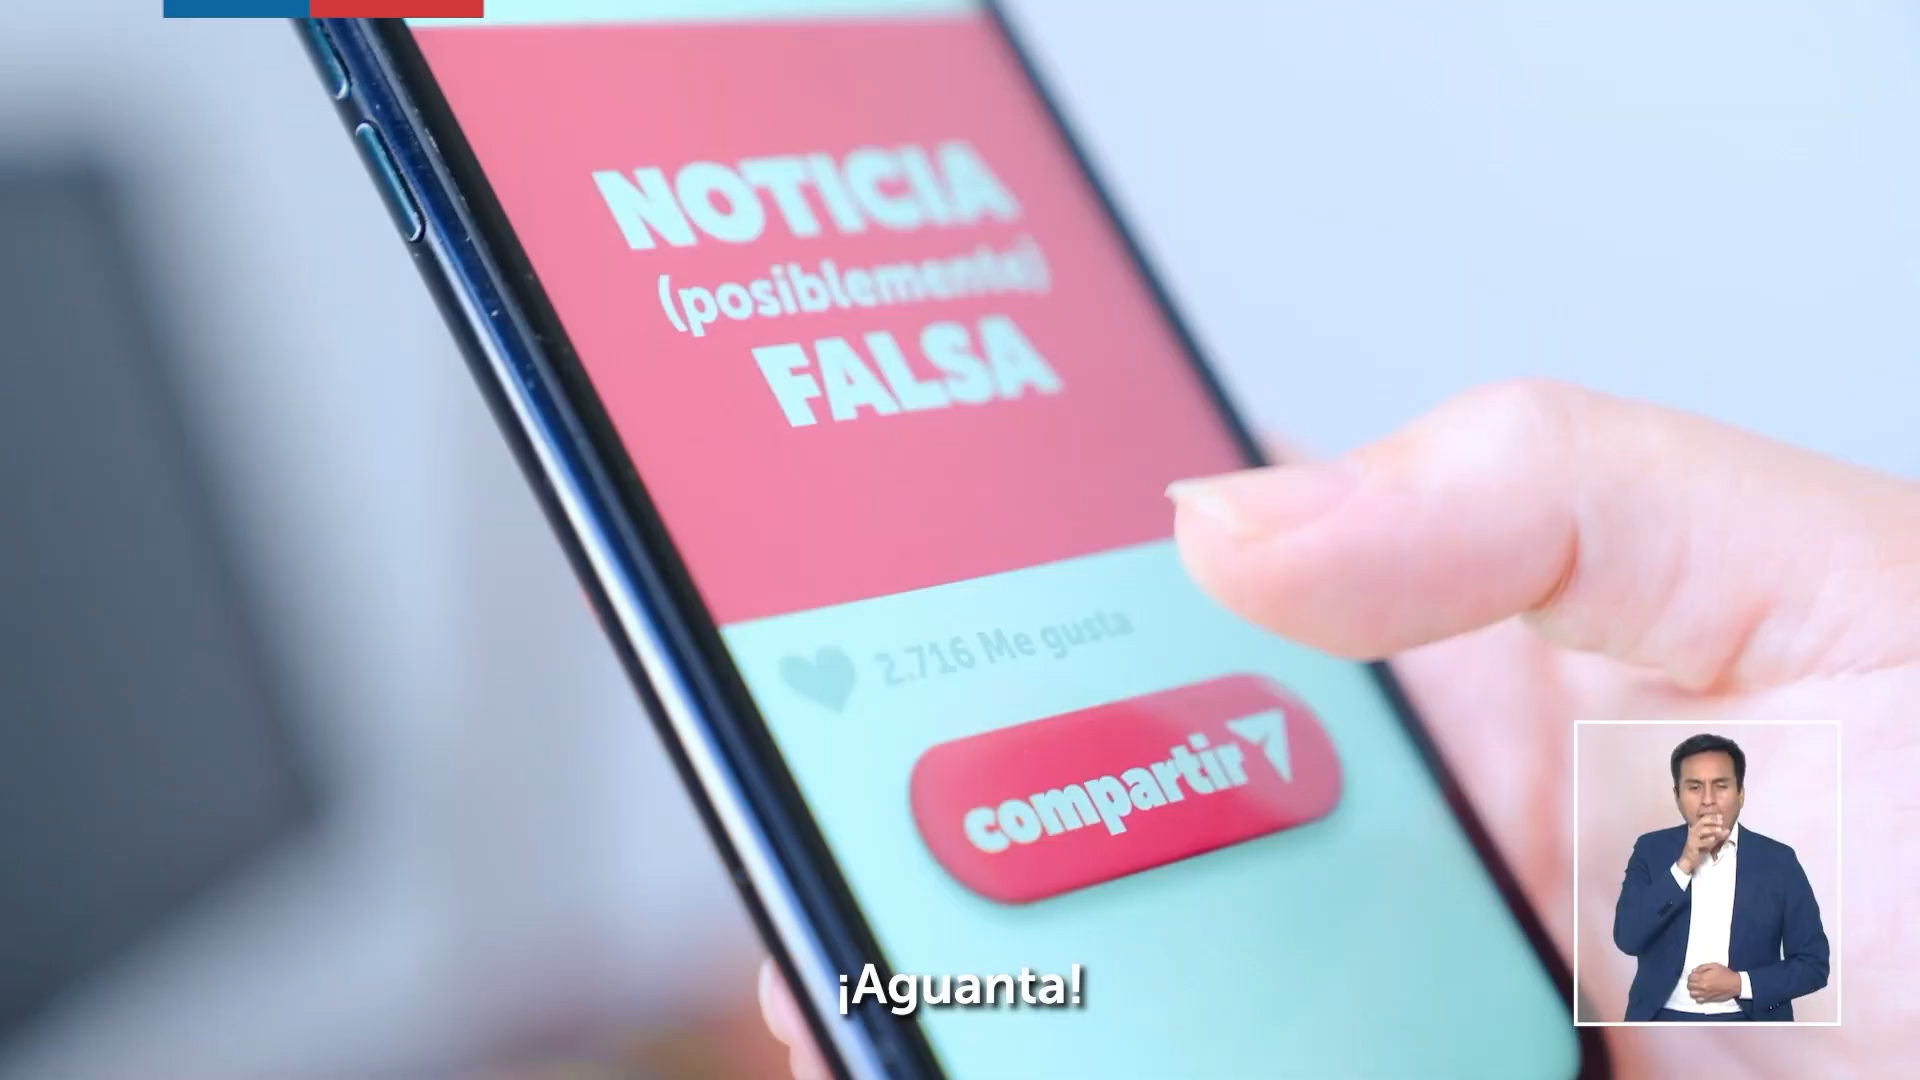 NOTICIA
(posiblemente)
FALSA
2.716 Me gusta
compartir
¡Aguanta!